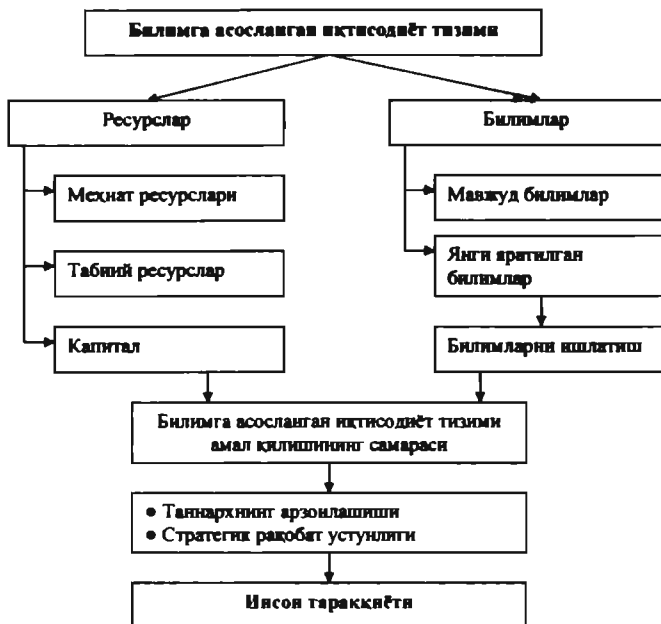 Билимга асосланган иқтисодиёт тизими
Ресурслар
Билимлар
Меҳнат ресурслари
Мавжуд билимлар
Табиий ресурслар
Янги яратилган
билимлар
Капитал
Билимларни ишлатиш
Билимга асосланган иқтисодиёт тизими
амал қилишининг самараси
● Таннархнинг арзонлашиши
● Стратегик рақобат устунлиги
Инсон тараққиёти